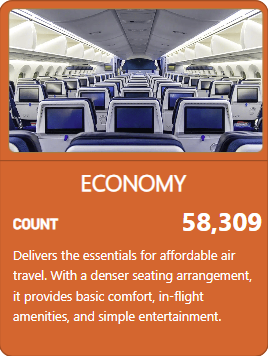 ECONOMY
COUNT 58,309
Delivers the essentials for affordable air
travel. With a denser seating arrangement,
it provides basic comfort, in-flight
amenities, and simple entertainment.